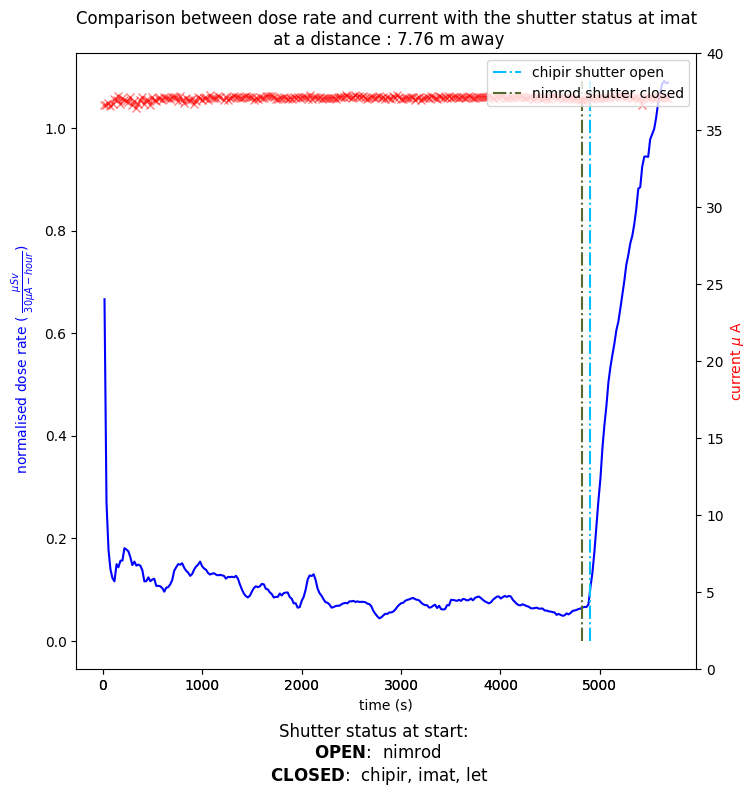 Comparison between dose rate and current with the shutter status at imat
at a distance : 7.76 m away
chipir shutter open
nimrod shutter closed
normalised dose rate ( μSv / 30μA − hour )
1.0
0.8
0.6
0.4
0.2
0.0
40
35
30
25
20
15
10
5
0
current μ A
0 1000 2000 3000 4000 5000
time (s)
Shutter status at start:
OPEN: nimrod
CLOSED: chipir, imat, let